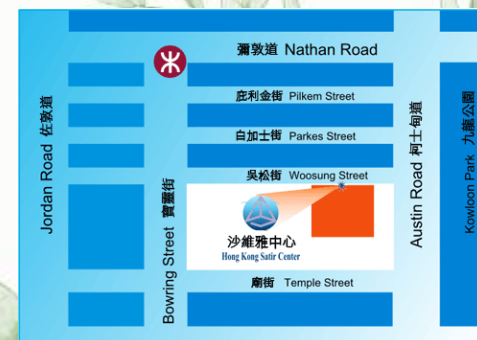 彌敦道 Nathan Road
庇利金街 Pilkem Street
白加士街 Parkes Street
吳松街 Woosung Street
沙維雅中心
Hong Kong Satir Center
廟街 Temple Street
Jordan Road 佐敦道
Bowring Street 寶靈街
Austin Road 柯士甸道
Kowloon Park 九龍公園